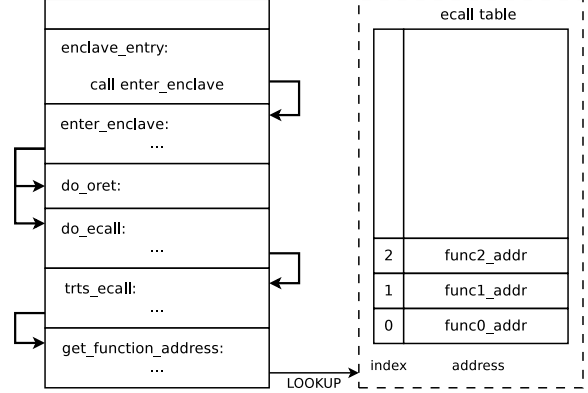 enclave_entry:
call enter_enclave
enter_enclave:
...
do_oret:
do_ecall:
...
trts_ecall:
...
get_function_address:
...
LOOKUP
ecall table
2 func2_addr
1 func1_addr
0 func0_addr
index address